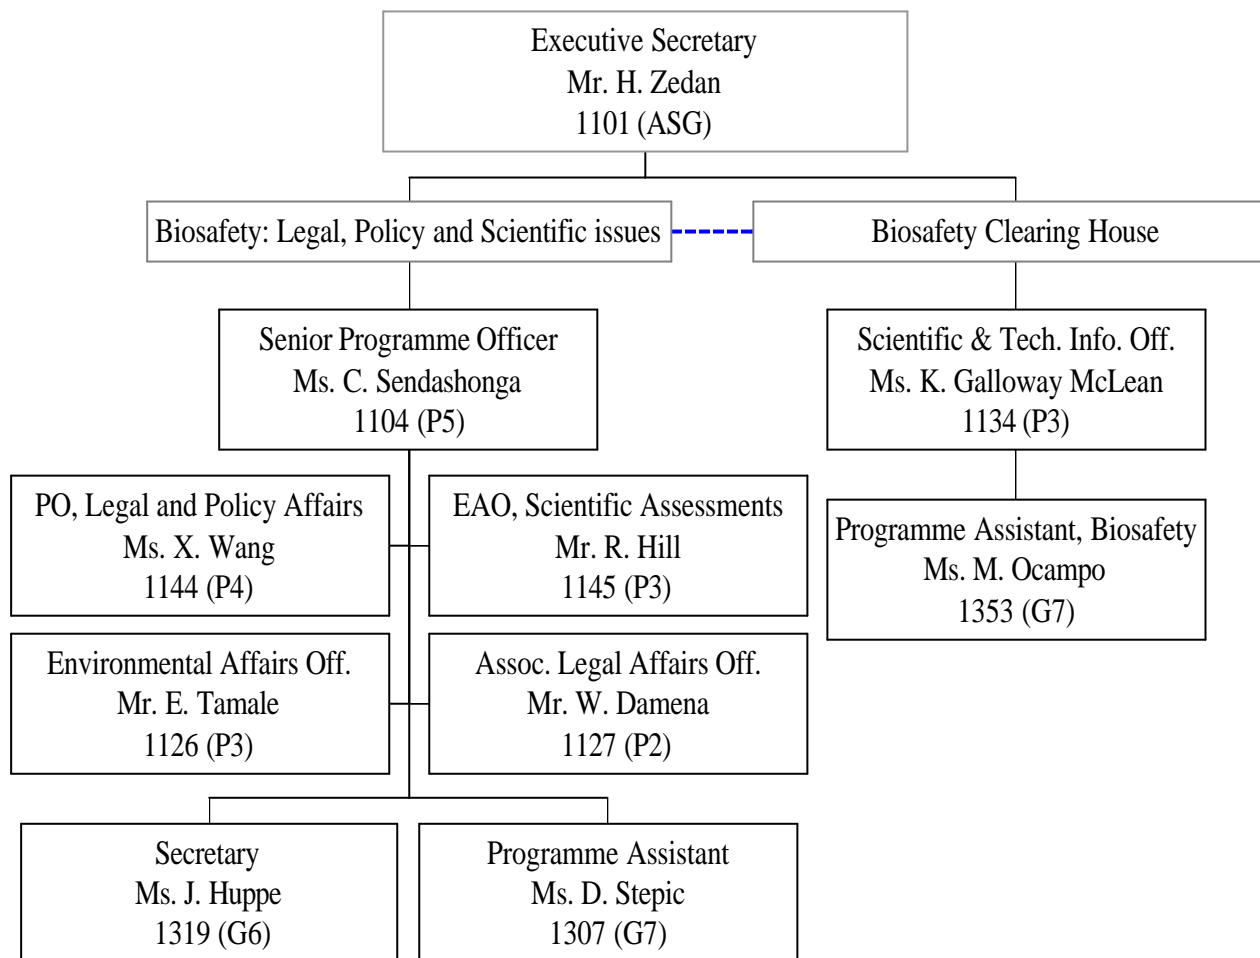 Executive Secretary
Mr. H. Zedan
1101 (ASG)
Biosafety: Legal, Policy and Scientific issues
Biosafety Clearing House
Senior Programme Officer
Ms. C. Sendashonga
1104 (P5)
Scientific & Tech. Info. Off.
Ms. K. Galloway McLean
1134 (P3)
PO, Legal and Policy Affairs
Ms. X. Wang
1144 (P4)
EAO, Scientific Assessments
Mr. R. Hill
1145 (P3)
Programme Assistant, Biosafety
Ms. M. Ocampo
1353 (G7)
Environmental Affairs Off.
Mr. E. Tamale
1126 (P3)
Assoc. Legal Affairs Off.
Mr. W. Damena
1127 (P2)
Secretary
Ms. J. Huppe
1319 (G6)
Programme Assistant
Ms. D. Stepic
1307 (G7)